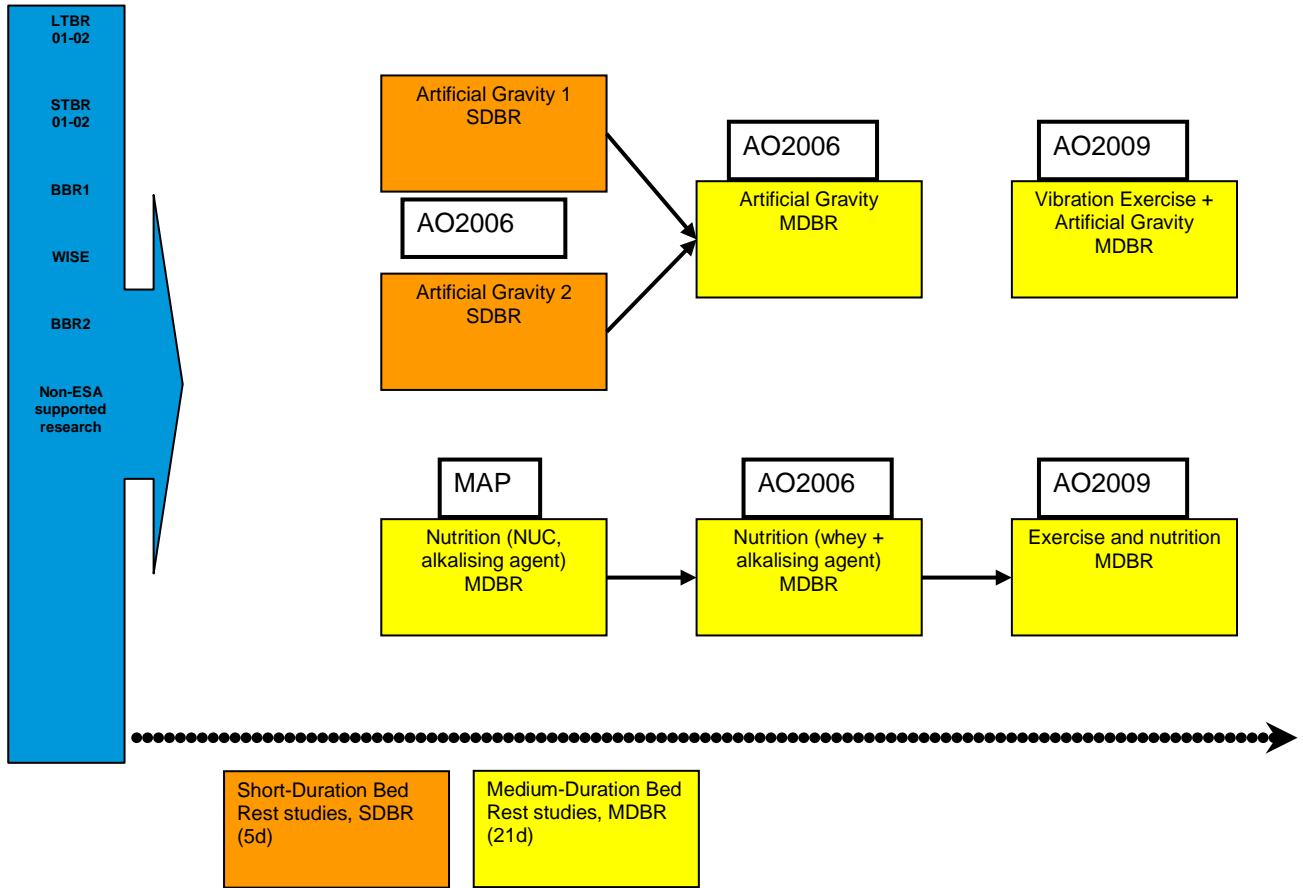 LTBR
01-02
STBR
01-02
BBR1
WISE
BBR2
Non-ESA
supported
research
Artificial Gravity 1
SDBR
AO2006
Artificial Gravity 2
SDBR
AO2006
Artificial Gravity
MDBR
AO2009
Vibration Exercise +
Artificial Gravity
MDBR
MAP
Nutrition (NUC,
alkalising agent)
MDBR
AO2006
Nutrition (whey +
alkalising agent)
MDBR
AO2009
Exercise and nutrition
MDBR
Short-Duration Bed
Rest studies, SDBR
(5d)
Medium-Duration Bed
Rest studies, MDBR
(21d)